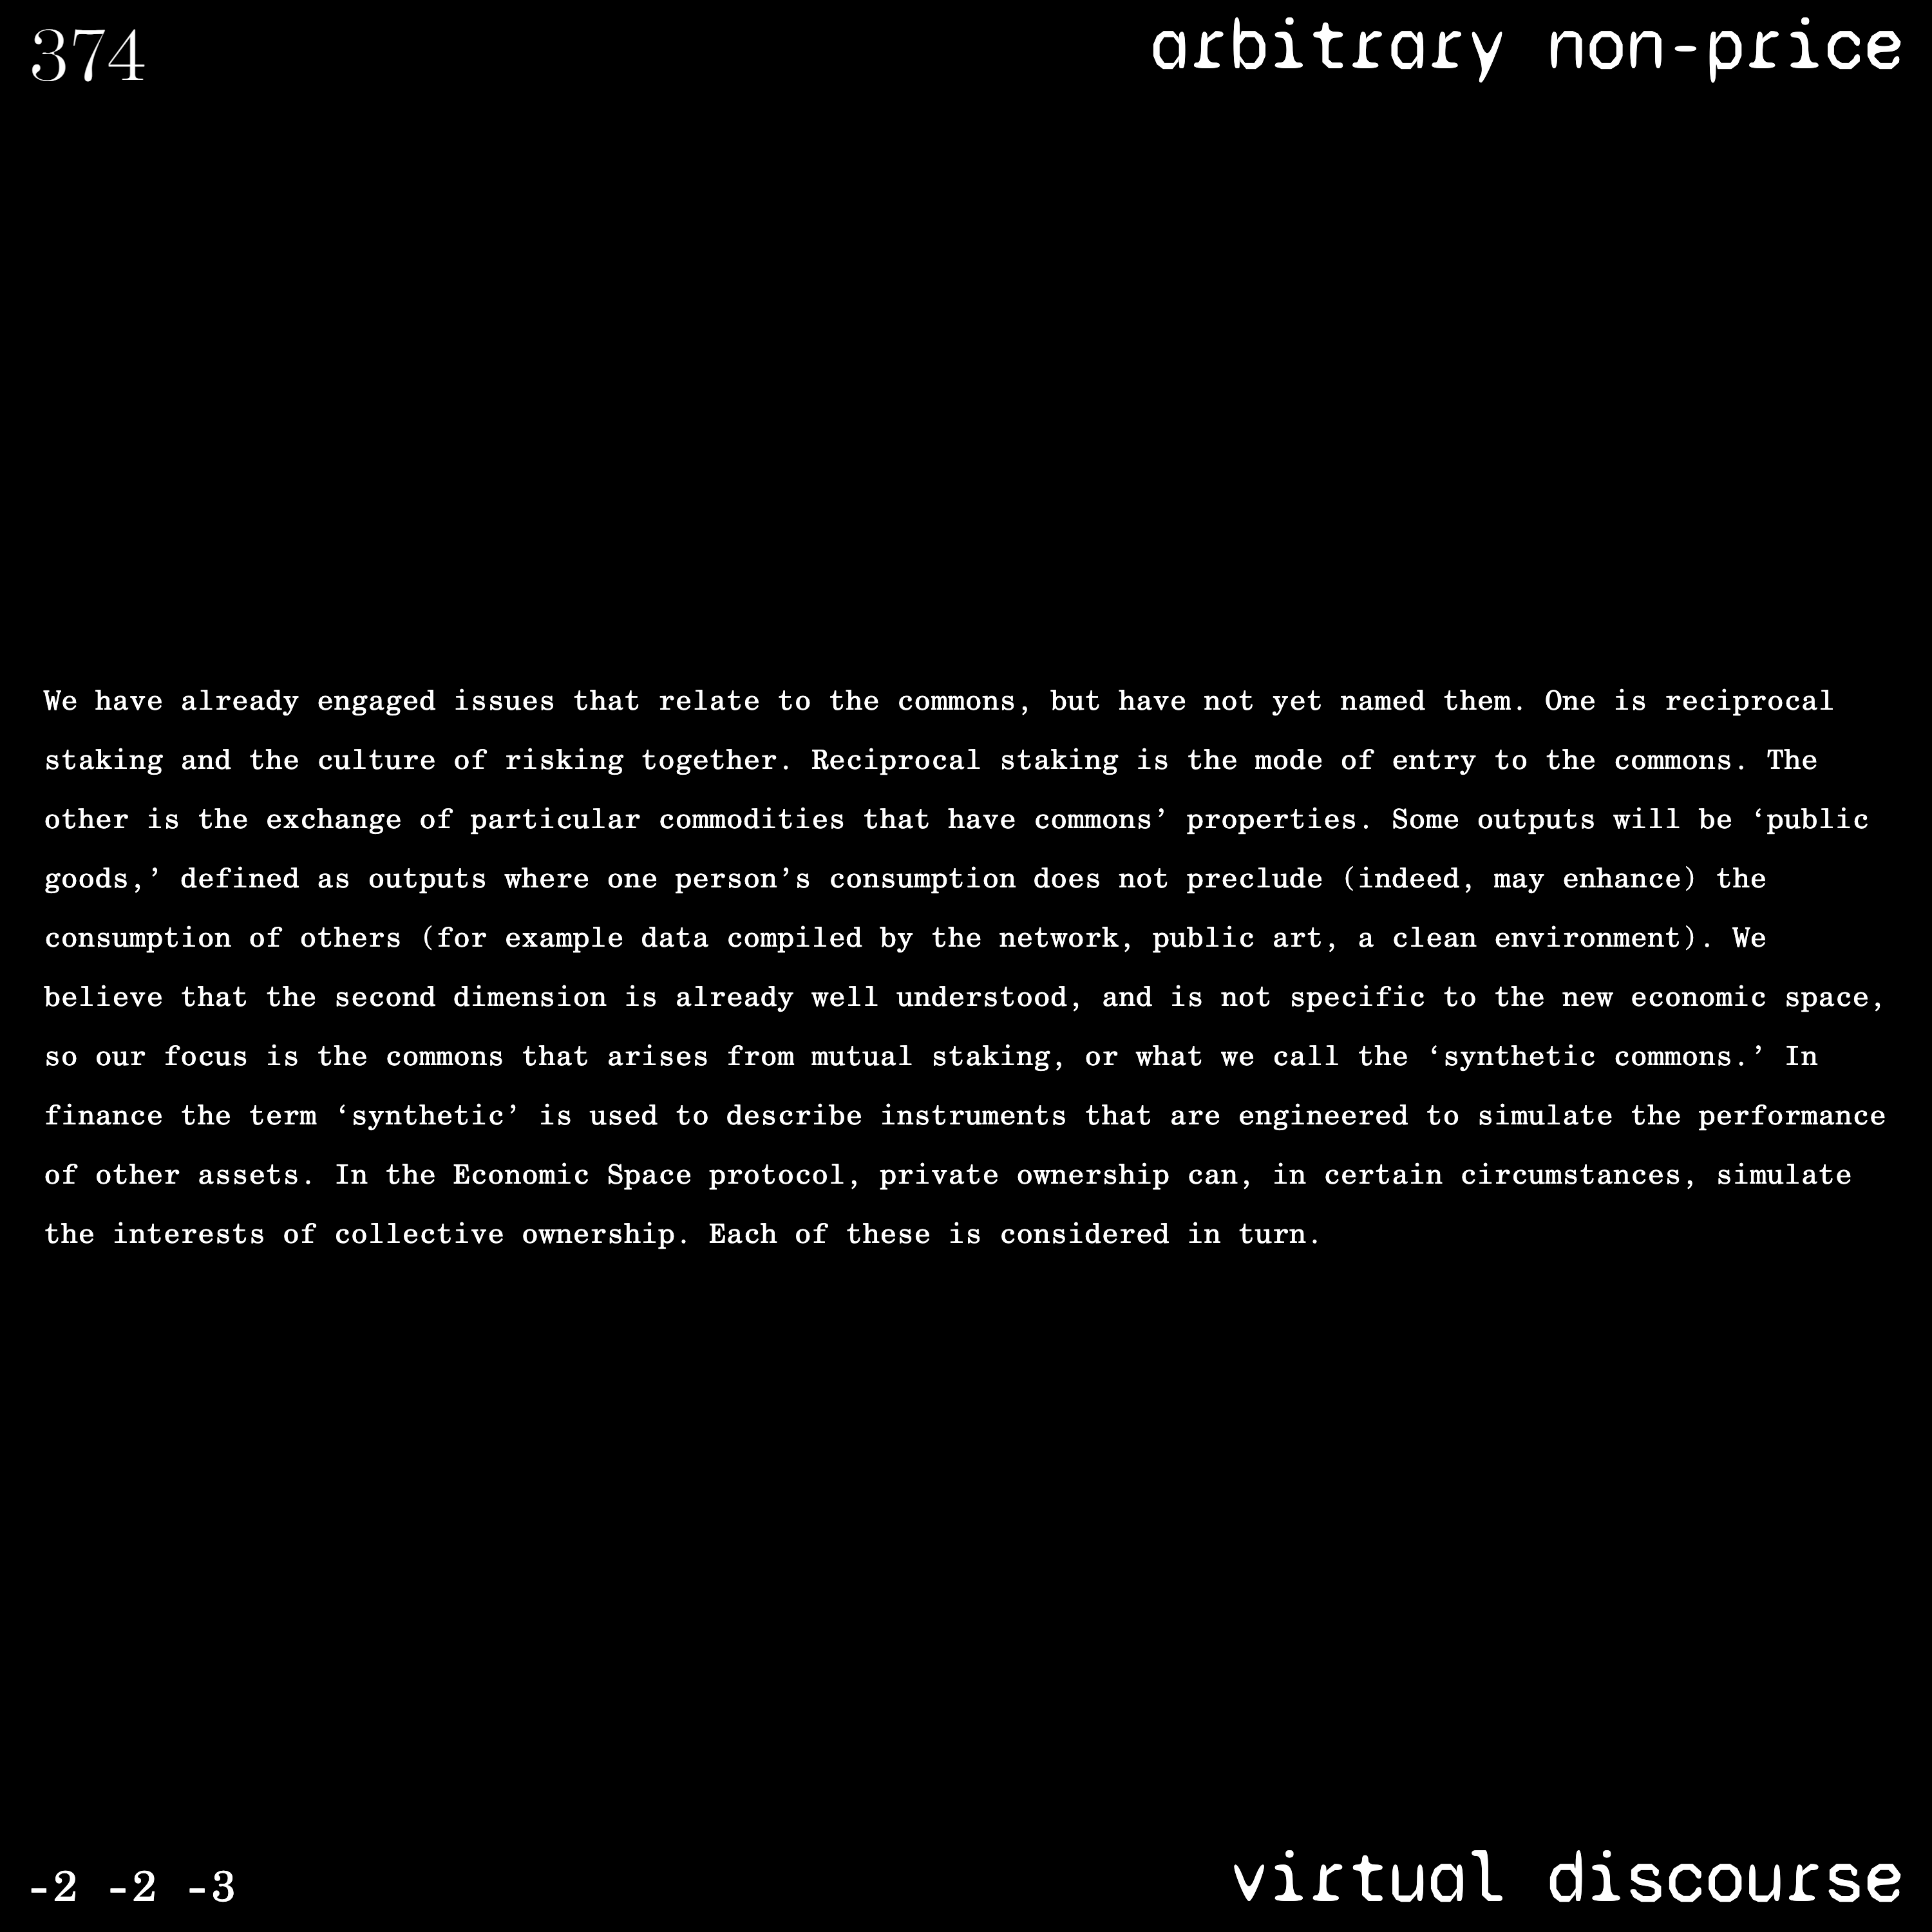 374
arbitrary non-price
We have already engaged issues that relate to the commons, but have not yet named them. One is reciprocal
staking and the culture of risking together. Reciprocal staking is the mode of entry to the commons. The
other is the exchange of particular commodities that have commons’ properties. Some outputs will be ‘public
goods,’ defined as outputs where one person’s consumption does not preclude (indeed, may enhance) the
consumption of others (for example data compiled by the network, public art, a clean environment). We
believe that the second dimension is already well understood, and is not specific to the new economic space,
so our focus is the commons that arises from mutual staking, or what we call the ‘synthetic commons.’ In
finance the term ‘synthetic’ is used to describe instruments that are engineered to simulate the performance
of other assets. In the Economic Space protocol, private ownership can, in certain circumstances, simulate
the interests of collective ownership. Each of these is considered in turn.
-2 -2 -3
virtual discourse